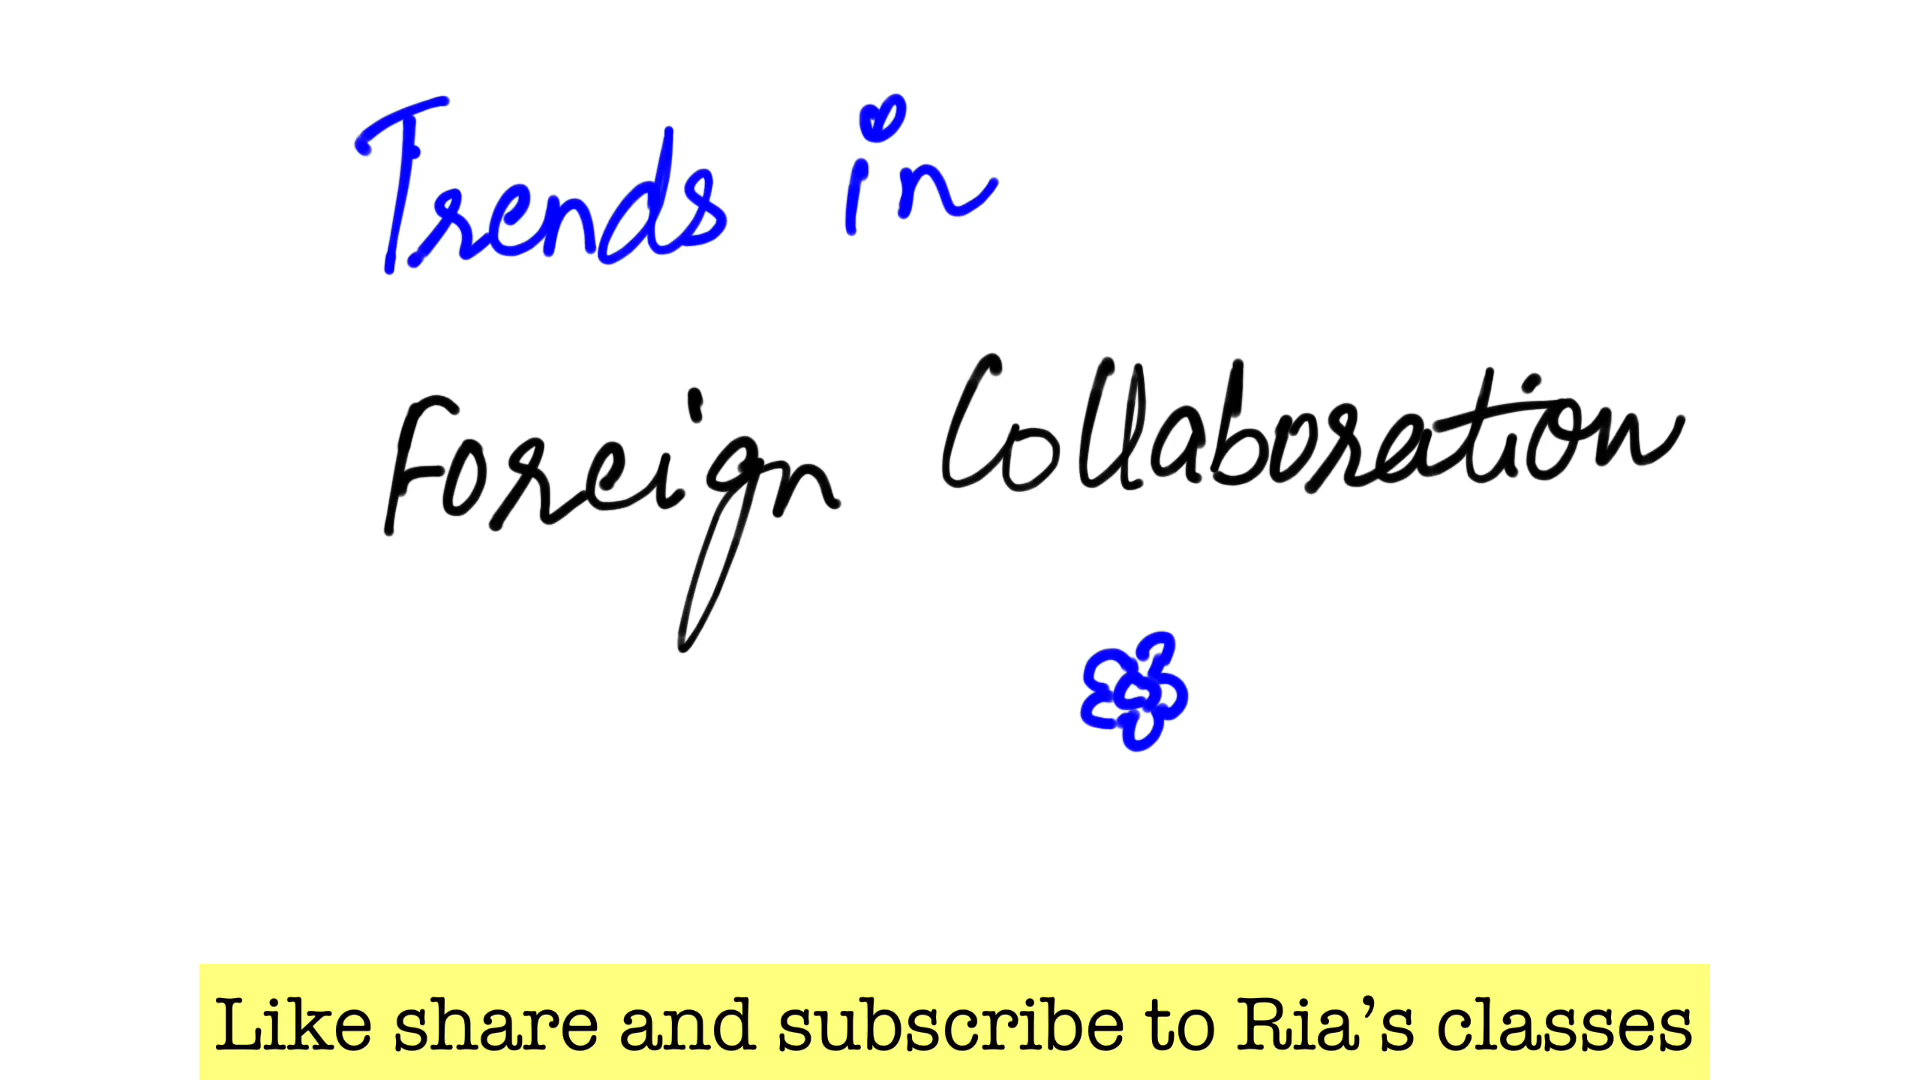 Trends in
Foreign Collaboration
Like share and subscribe to Ria’s classes